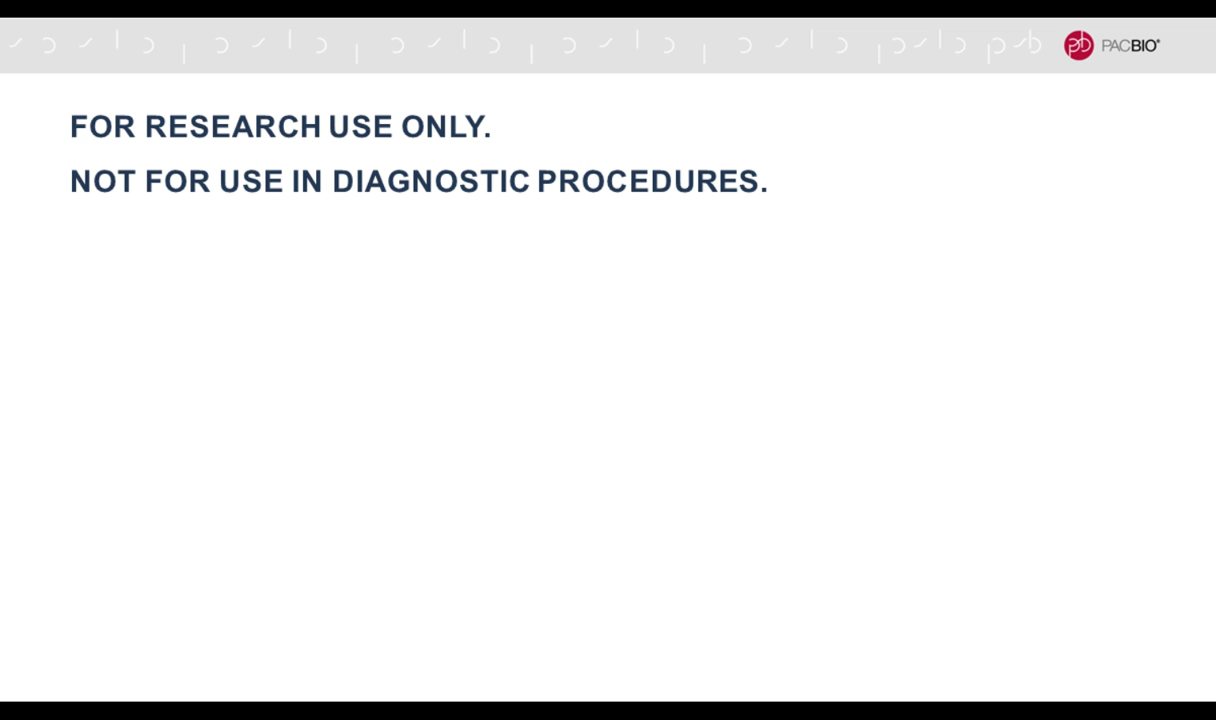 PACBIO®
FOR RESEARCH USE ONLY.
NOT FOR USE IN DIAGNOSTIC PROCEDURES.